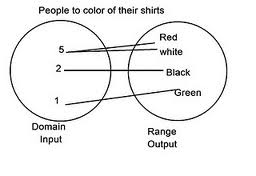 People to color of their shirts
Red
5
white
2
Black
1
Green
Domain
Input
Range
Output